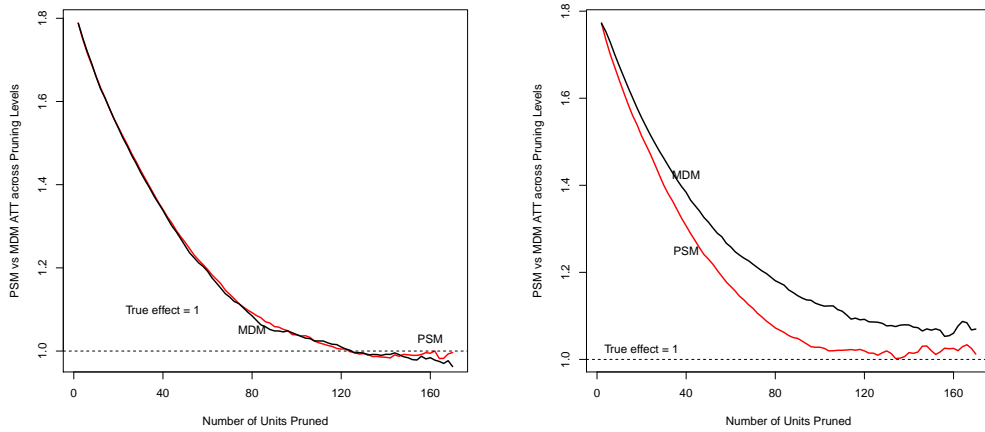 PSM vs MDM ATT across Pruning Levels
1.8
1.6
1.4
1.2
1.0
True effect = 1
MDM
PSM
0
40
80
120
160
Number of Units Pruned
PSM vs MDM ATT across Pruning Levels
1.8
1.6
1.4
1.2
1.0
MDM
PSM
True effect = 1
0
40
80
120
160
Number of Units Pruned